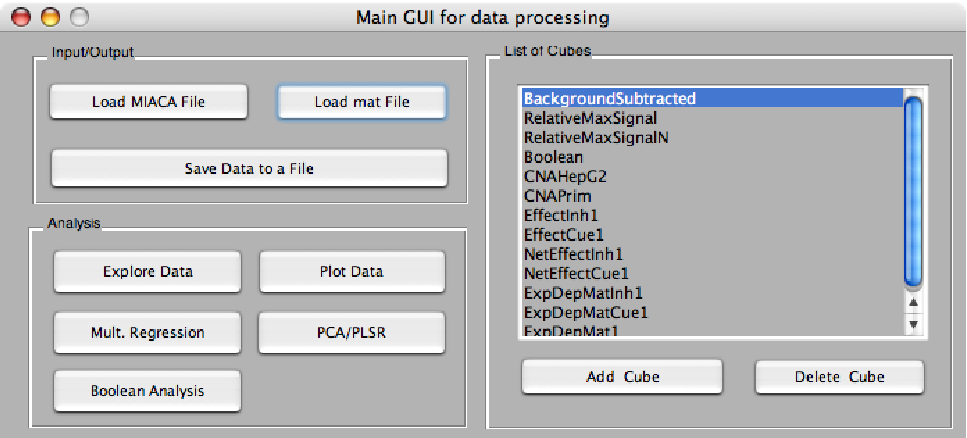 Main GUI for data processing
Input/Output
Load MIACA File
Load mat File
Save Data to a File
Analysis
Explore Data
Plot Data
Mult. Regression
PCA/PLSR
Boolean Analysis
List of Cubes
BackgroundSubtracted
RelativeMaxSignal
RelativeMaxSignalN
Boolean
CNAHepG2
CNAPrim
EffectInh1
EffectCue1
NetEffectInh1
NetEffectCue1
ExpDepMatInh1
ExpDepMatCue1
ExpDepMat1
Add Cube
Delete Cube